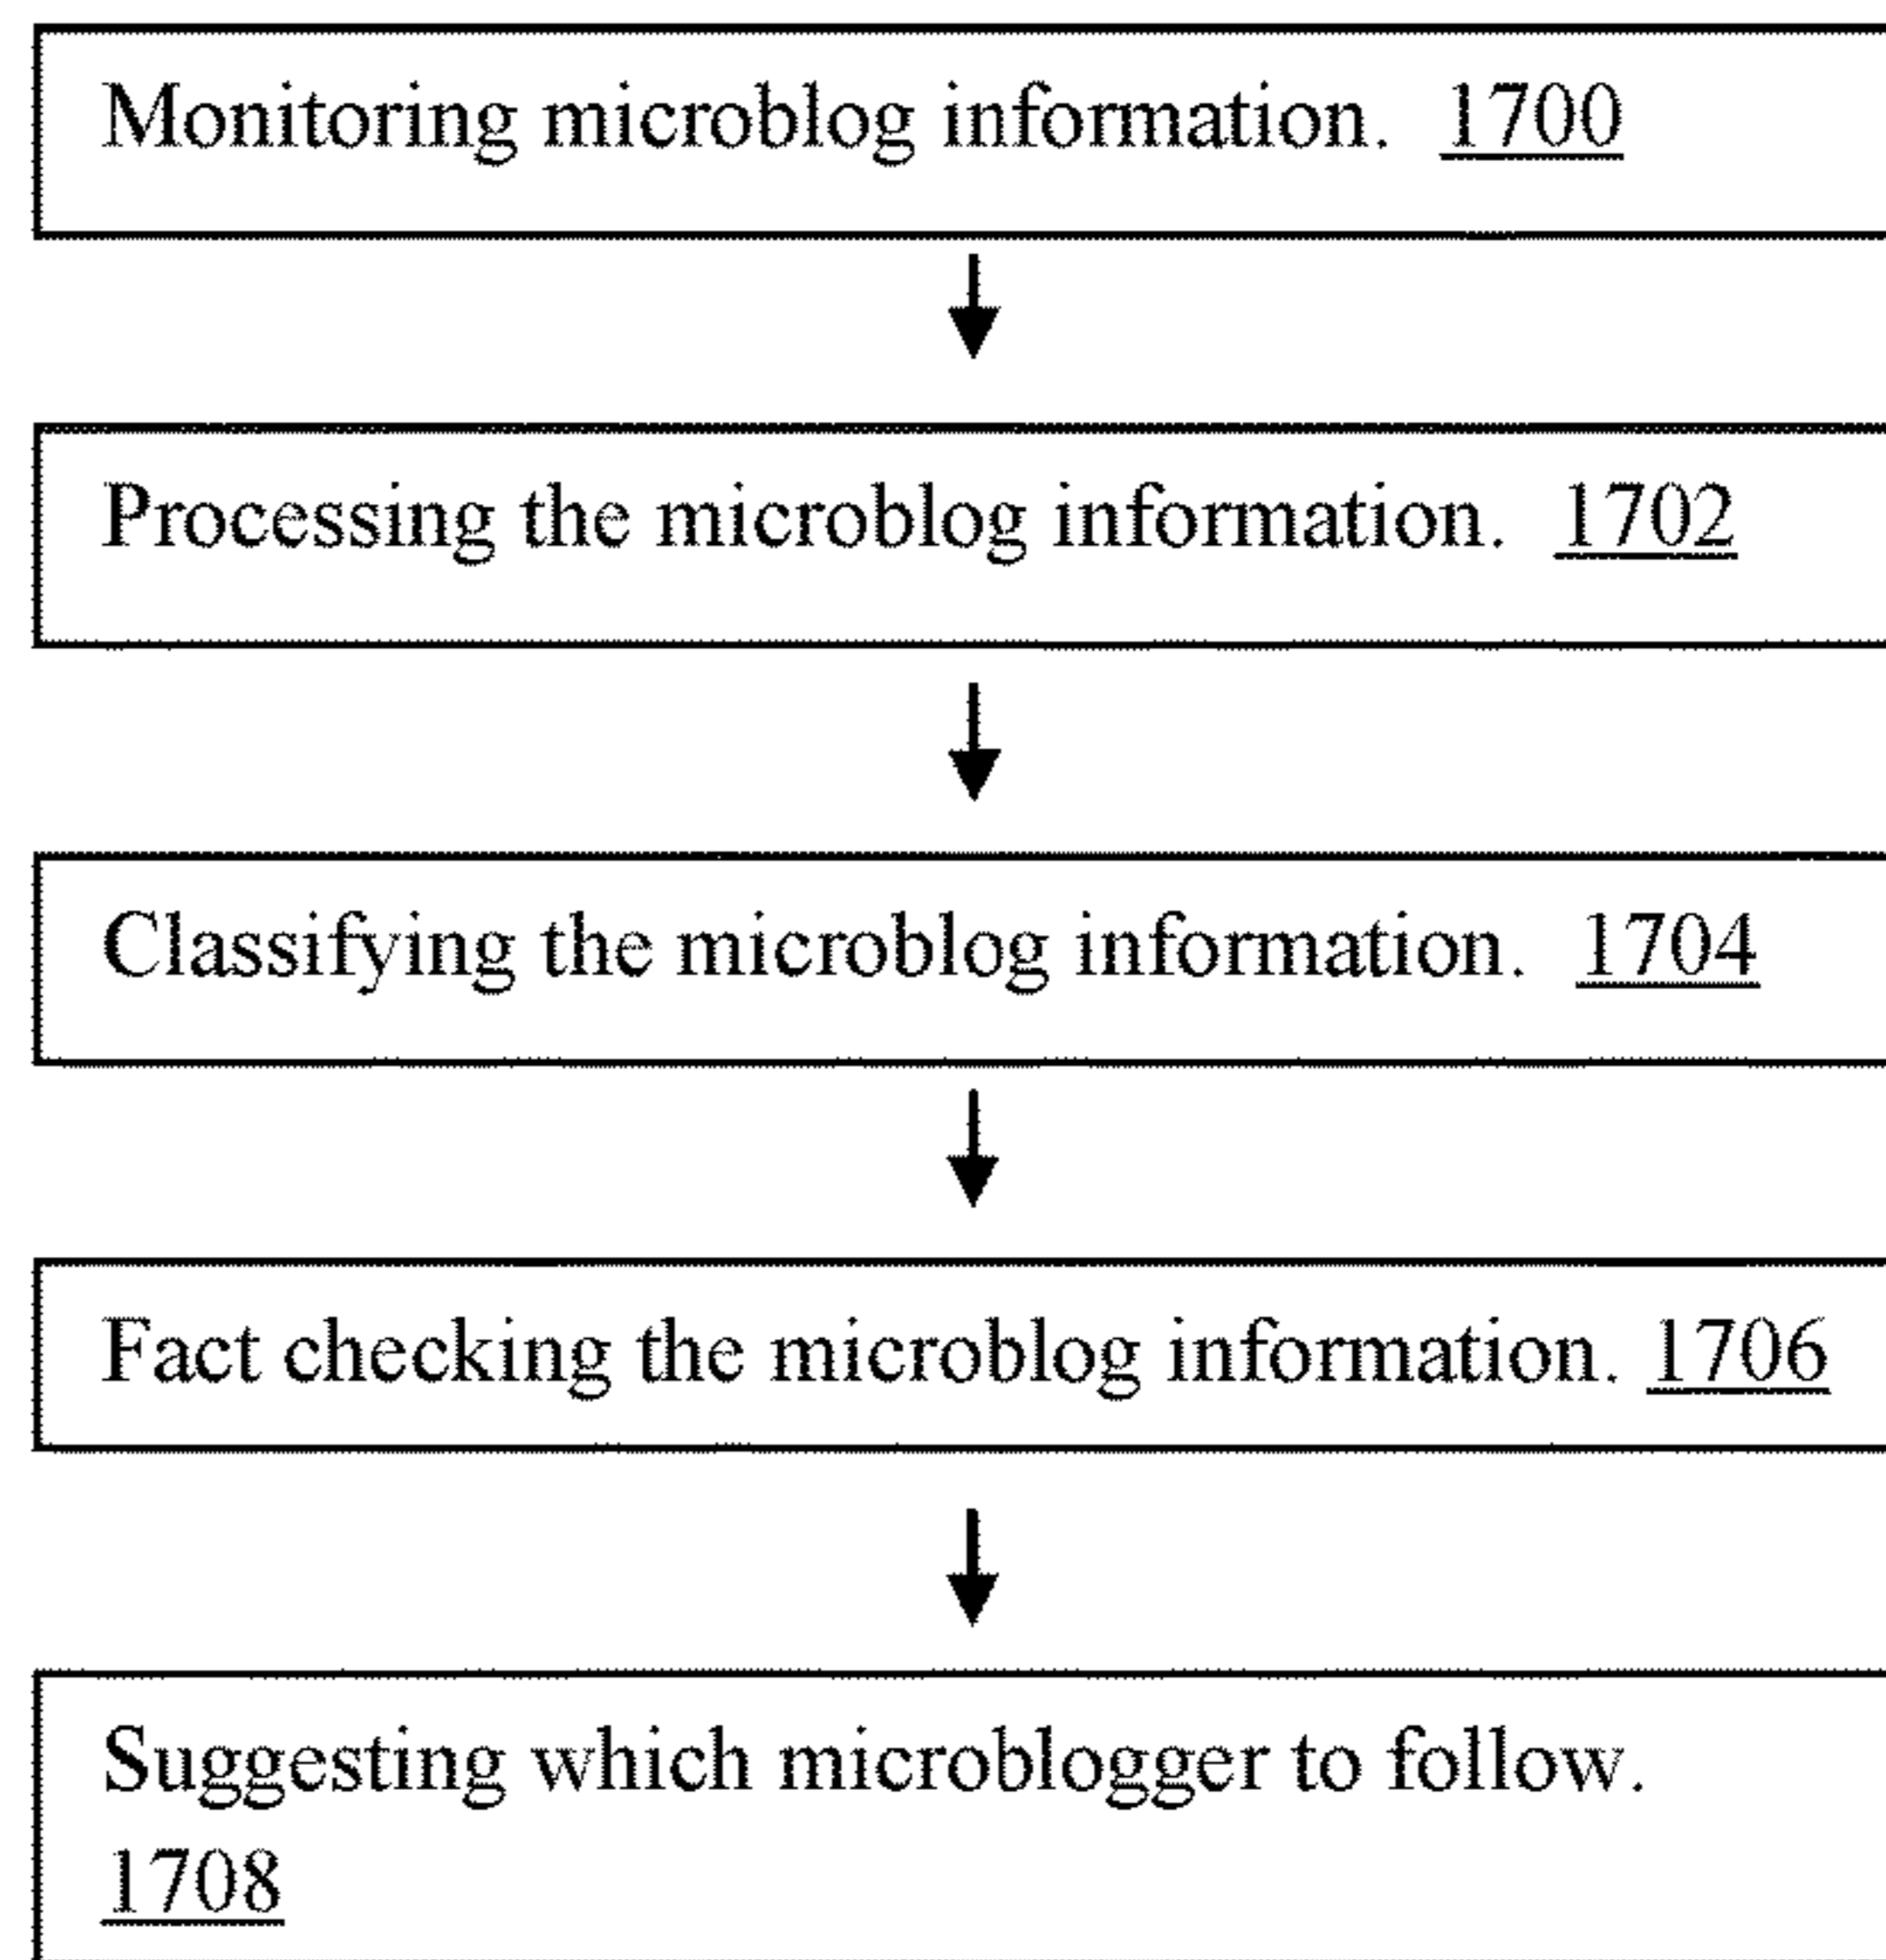 Monitoring microblog information. 1700
Processing the microblog information. 1702
Classifying the microblog information. 1704
Fact checking the microblog information. 1706
Suggesting which microblogger to follow.
1708